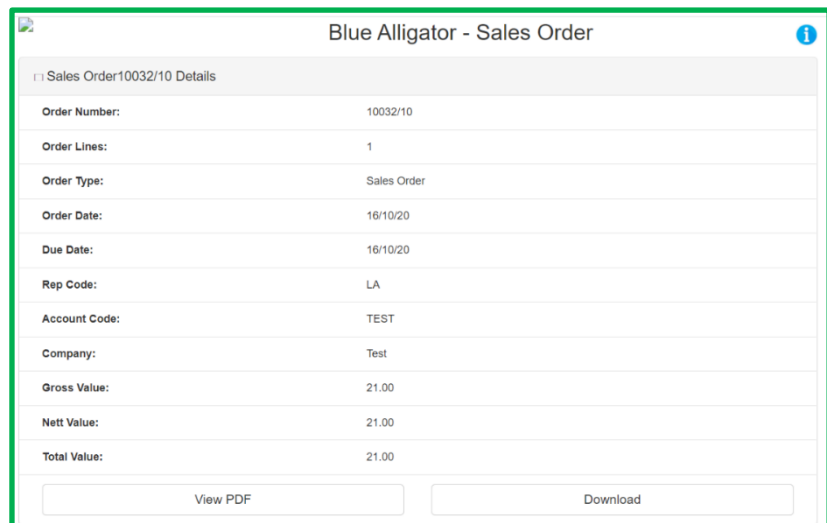 Blue Alligator - Sales Order
Sales Order10032/10 Details
Order Number: 10032/10
Order Lines: 1
Order Type: Sales Order
Order Date: 16/10/20
Due Date: 16/10/20
Rep Code: LA
Account Code: TEST
Company: Test
Gross Value: 21.00
Nett Value: 21.00
Total Value: 21.00
View PDF Download